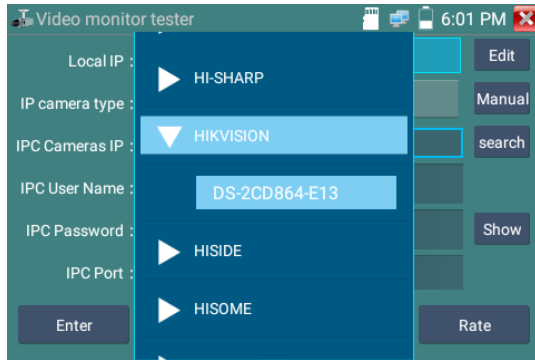 Video monitor tester 6:01 PM
Local IP : Edit
HI-SHARP
IP camera type : Manual
HIKVISION
IPC Cameras IP : search
IPC User Name : DS-2CD864-E13
IPC Password : Show
HISIDE
IPC Port :
HISOME
Enter Rate